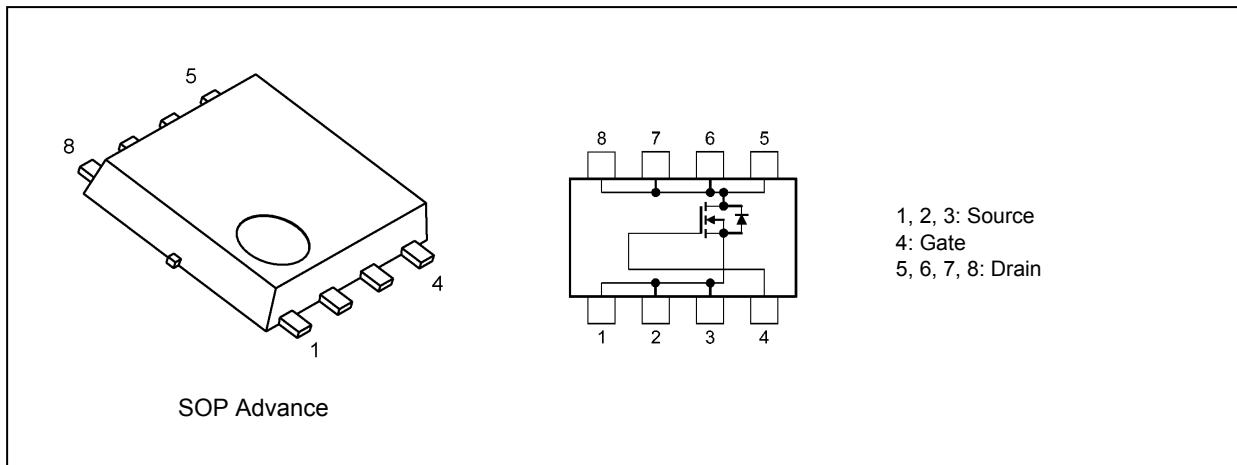 5
8
4
1
SOP Advance
8 7 6 5
1 2 3 4
1, 2, 3: Source
4: Gate
5, 6, 7, 8: Drain